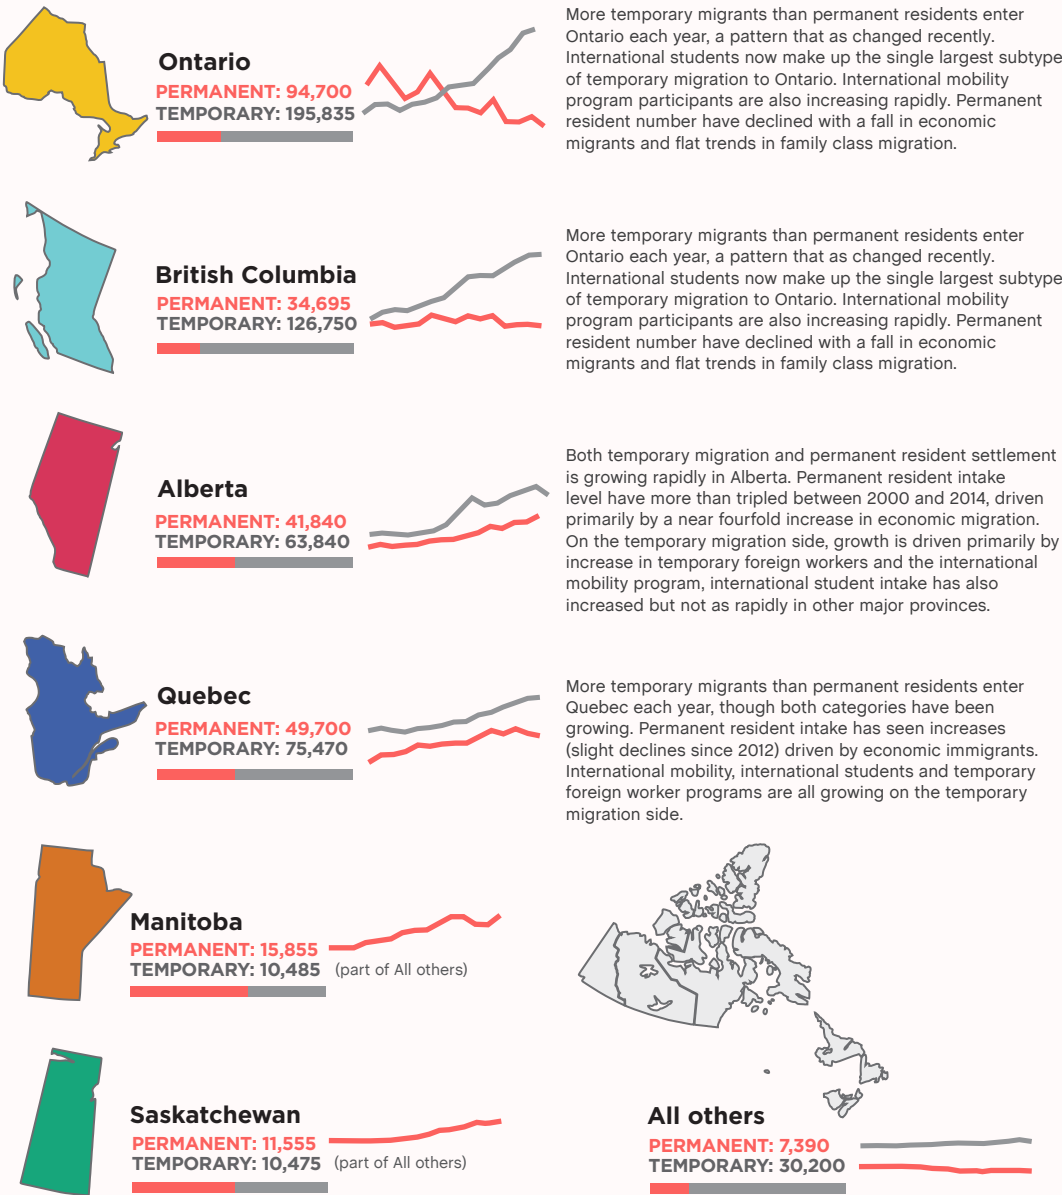 Ontario
PERMANENT: 94,700
TEMPORARY: 195,835
More temporary migrants than permanent residents enter
Ontario each year, a pattern that as changed recently.
International students now make up the single largest subtype
of temporary migration to Ontario. International mobility
program participants are also increasing rapidly. Permanent
resident number have declined with a fall in economic
migrants and flat trends in family class migration.
British Columbia
PERMANENT: 34,695
TEMPORARY: 126,750
More temporary migrants than permanent residents enter
Ontario each year, a pattern that as changed recently.
International students now make up the single largest subtype
of temporary migration to Ontario. International mobility
program participants are also increasing rapidly. Permanent
resident number have declined with a fall in economic
migrants and flat trends in family class migration.
Alberta
PERMANENT: 41,840
TEMPORARY: 63,840
Both temporary migration and permanent resident settlement
is growing rapidly in Alberta. Permanent resident intake
level have more than tripled between 2000 and 2014, driven
primarily by a near fourfold increase in economic migration.
On the temporary migration side, growth is driven primarily by
increase in temporary foreign workers and the international
mobility program, international student intake has also
increased but not as rapidly in other major provinces.
Quebec
PERMANENT: 49,700
TEMPORARY: 75,470
More temporary migrants than permanent residents enter
Quebec each year, though both categories have been
growing. Permanent resident intake has seen increases
(slight declines since 2012) driven by economic immigrants.
International mobility, international students and temporary
foreign worker programs are all growing on the temporary
migration side.
Manitoba
PERMANENT: 15,855
TEMPORARY: 10,485 (part of All others)
Saskatchewan
PERMANENT: 11,555
TEMPORARY: 10,475 (part of All others)
All others
PERMANENT: 7,390
TEMPORARY: 30,200